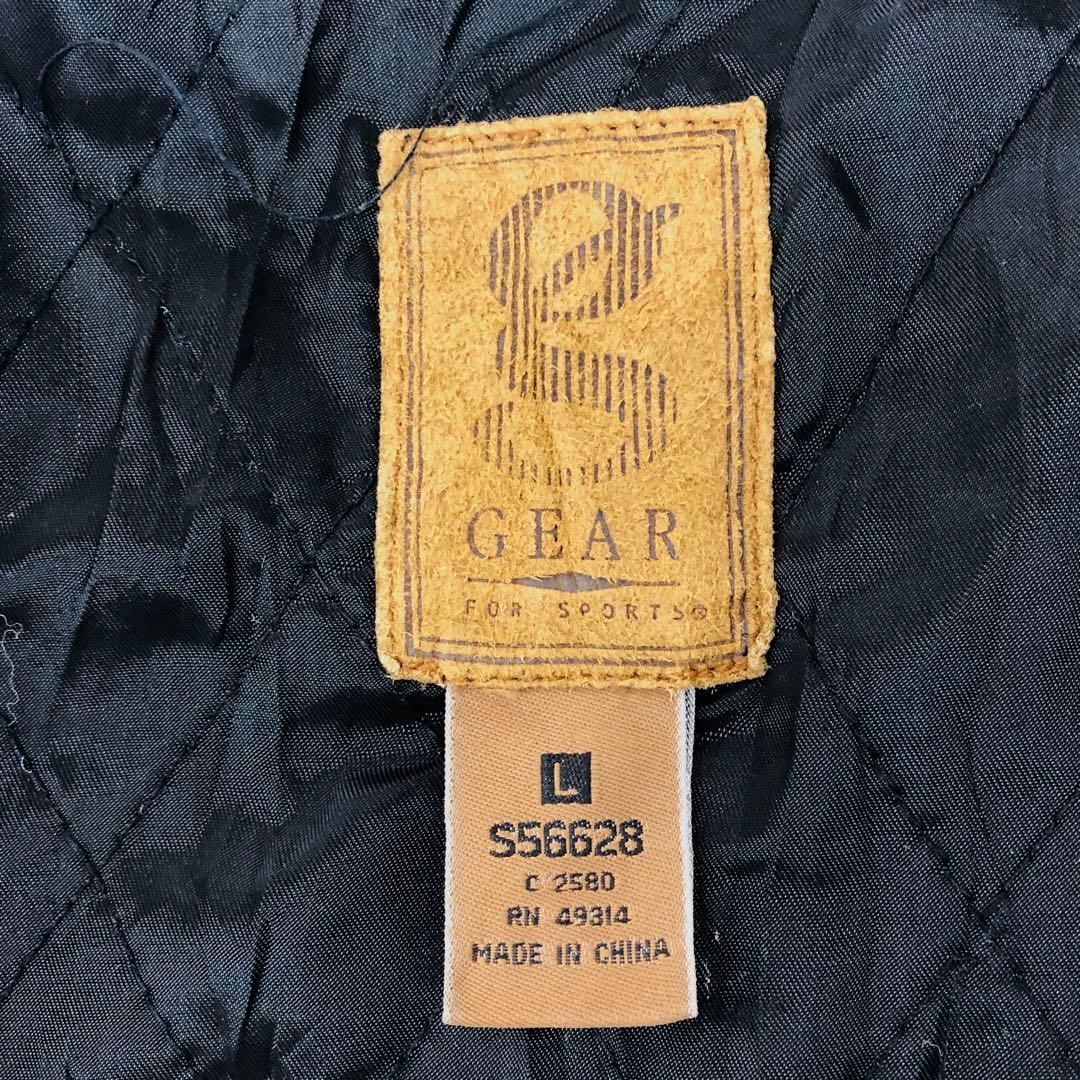 g
GEAR
FOR SPORTS®
L
S56628
C 2580
RN 49314
MADE IN CHINA